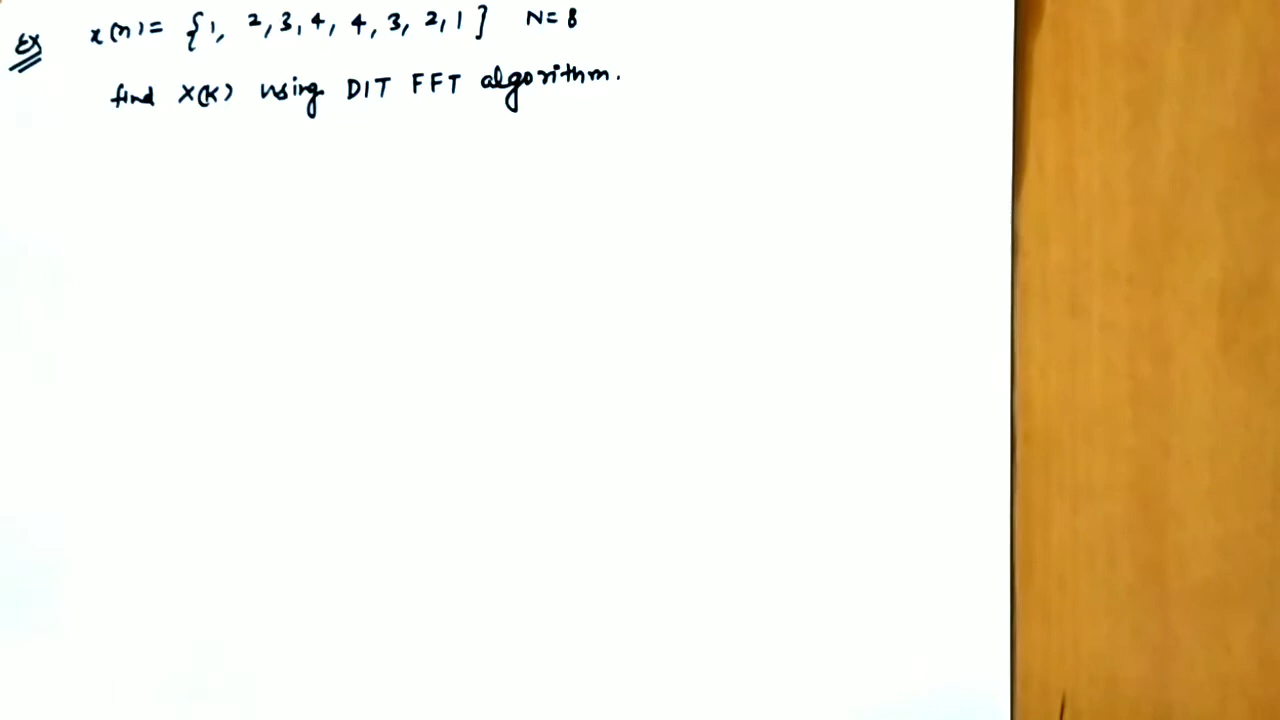 Ex x(n) = {1, 2, 3, 4, 4, 3, 2, 1} N = 8
find X(K) using DIT FFT algorithm.